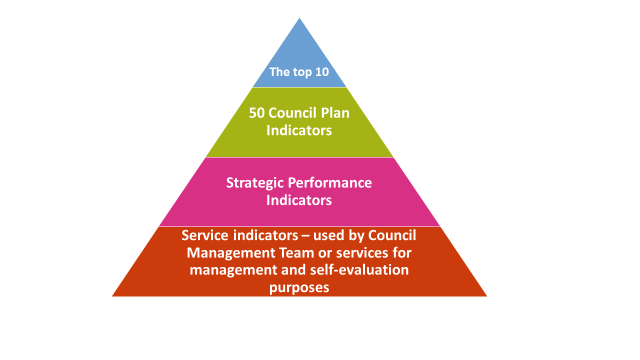 The top 10
50 Council Plan
Indicators
Strategic Performance
Indicators
Service indicators – used by Council
Management Team or services for
management and self-evaluation
purposes